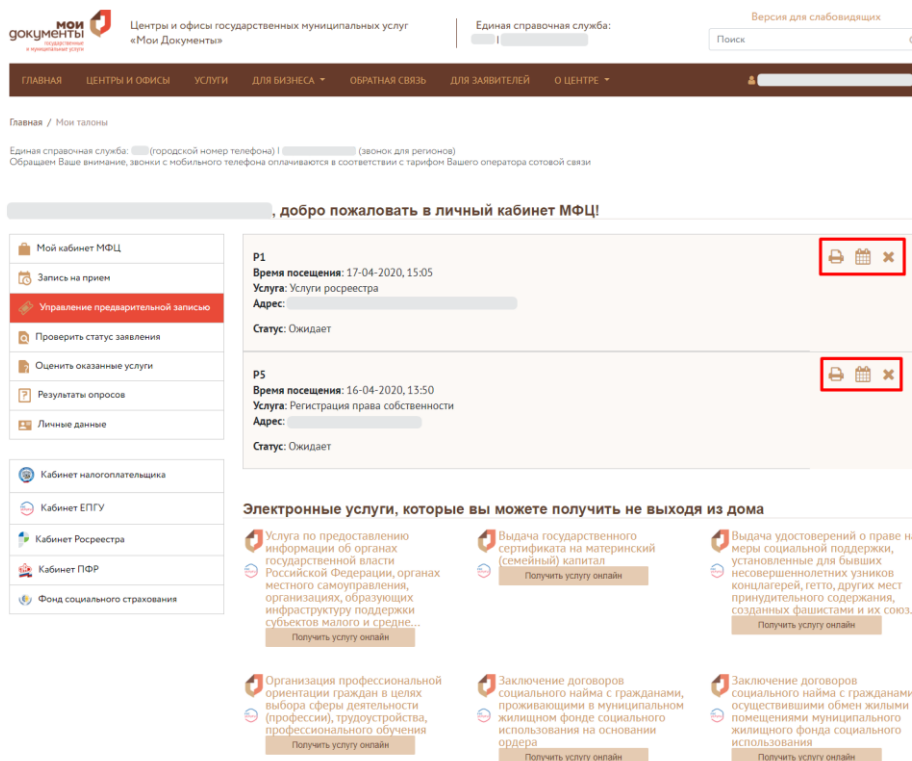 мои
документы
государственные
и муниципальные услуги
Центры и офисы государственных муниципальных услуг
«Мои Документы»
Единая справочная служба:
|
Версия для слабовидящих
Поиск
ГЛАВНАЯ ЦЕНТРЫ И ОФИСЫ УСЛУГИ ДЛЯ БИЗНЕСА ОБРАТНАЯ СВЯЗЬ ДЛЯ ЗАЯВИТЕЛЕЙ О ЦЕНТРЕ
Главная / Мои талоны
Единая справочная служба: (городской номер телефона) | (звонок для регионов)
Обращаем Ваше внимание, звонки с мобильного телефона оплачиваются в соответствии с тарифом Вашего оператора сотовой связи
, добро пожаловать в личный кабинет МФЦ!
Мой кабинет МФЦ
Запись на прием
Управление предварительной записью
Проверить статус заявления
Оценить оказанные услуги
Результаты опросов
Личные данные
Кабинет налогоплательщика
Кабинет ЕПГУ
Кабинет Росреестра
Кабинет ПФР
Фонд социального страхования
P1
Время посещения: 17-04-2020, 15:05
Услуга: Услуги росреестра
Адрес:
Статус: Ожидает
P5
Время посещения: 16-04-2020, 13:50
Услуга: Регистрация права собственности
Адрес:
Статус: Ожидает
Электронные услуги, которые вы можете получить не выходя из дома
Услуга по предоставлению
информации об органах
государственной власти
Российской Федерации, органах
местного самоуправления,
организациях, образующих
инфраструктуру поддержки
субъектов малого и средне...
Получить услугу онлайн
Выдача государственного
сертификата на материнский
(семейный) капитал
Получить услугу онлайн
Выдача удостоверений о праве на
меры социальной поддержки,
установленные для бывших
несовершеннолетних узников
концлагерей, гетто, других мест
принудительного содержания,
созданных фашистами и их союз.
Получить услугу онлайн
Организация профессиональной
ориентации граждан в целях
выбора сферы деятельности
(профессии), трудоустройства,
профессионального обучения
Получить услугу онлайн
Заключение договоров
социального найма с гражданами,
проживающими в муниципальном
жилищном фонде социального
использования на основании
ордера
Получить услугу онлайн
Заключение договоров
социального найма с гражданами
осуществившими обмен жилыми
помещениями муниципального
жилищного фонда социального
использования
Получить услугу онлайн